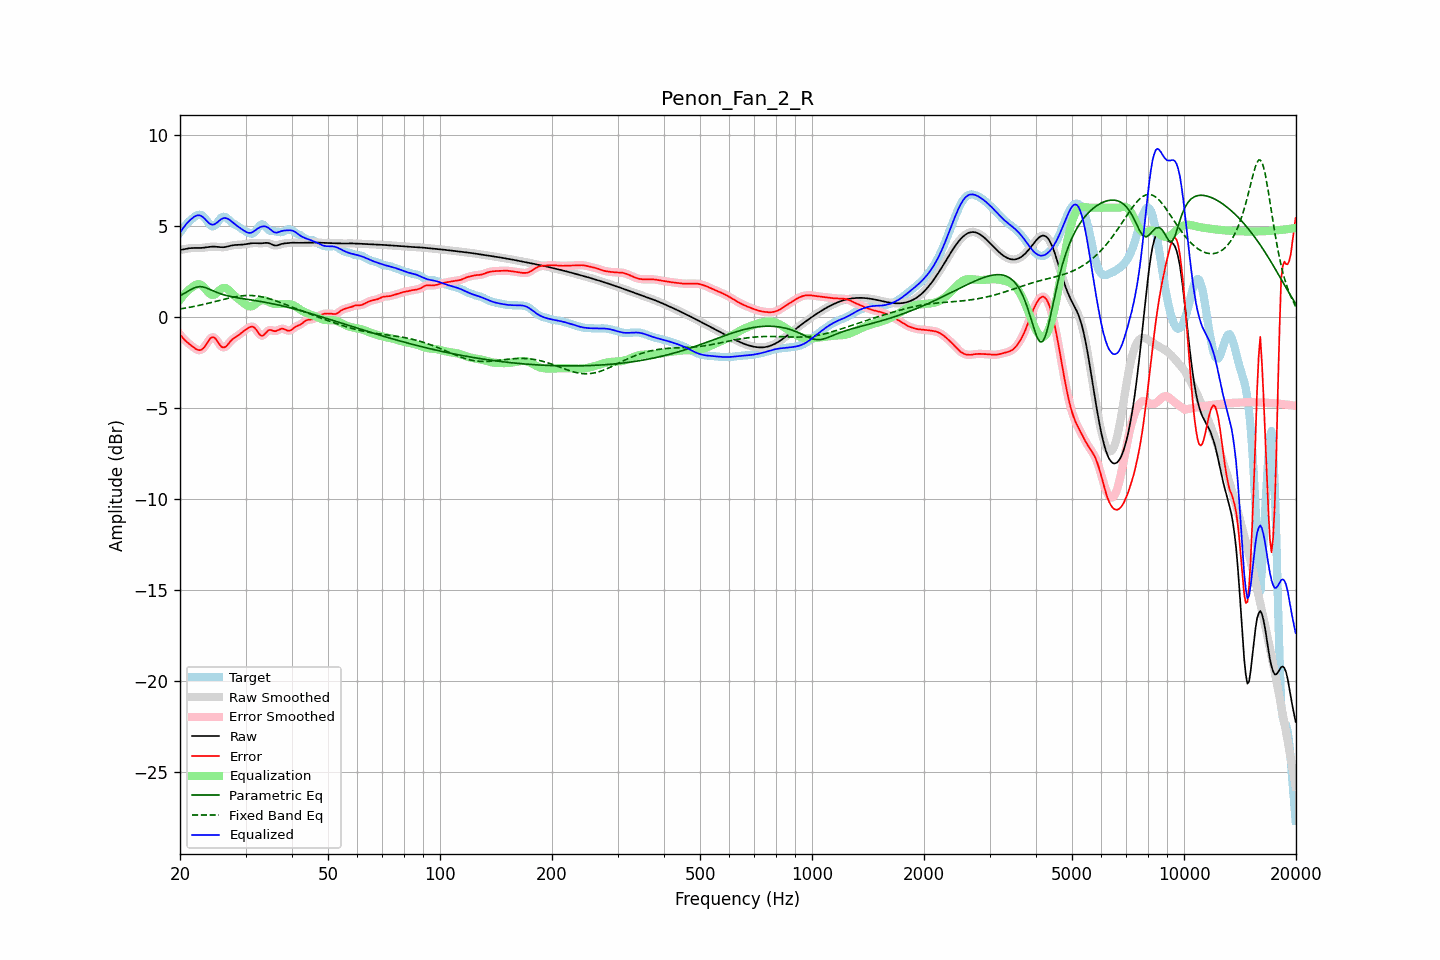 Penon_Fan_2_R
Amplitude (dBr)
10
5
0
−5
−10
−15
−20
−25
Target
Raw Smoothed
Error Smoothed
Raw
Error
Equalization
Parametric Eq
Fixed Band Eq
Equalized
20 50 100 200 500 1000 2000 5000 10000 20000
Frequency (Hz)